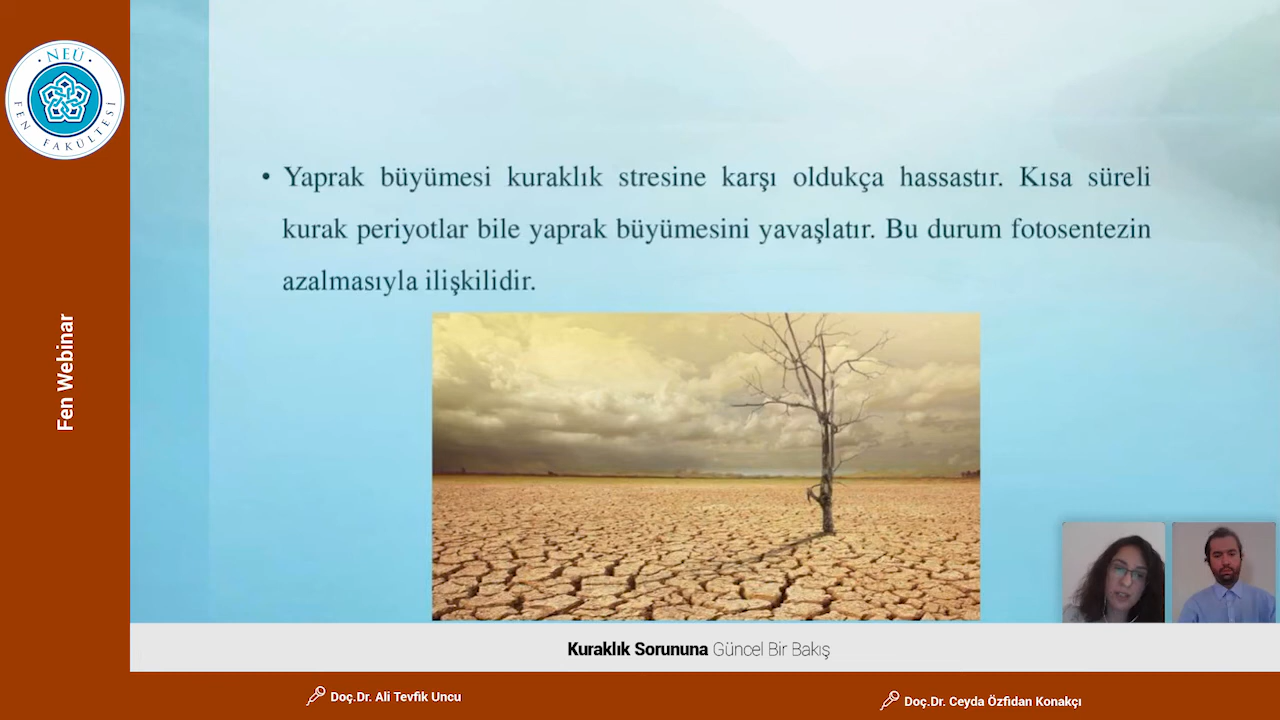 · NEÜ ·
FEN FAKÜLTESİ
Fen Webinar
• Yaprak büyümesi kuraklık stresine karşı oldukça hassastır. Kısa süreli
kurak periyotlar bile yaprak büyümesini yavaşlatır. Bu durum fotosentezin
azalmasıyla ilişkilidir.
Kuraklık Sorununa Güncel Bir Bakış
Doç.Dr. Ali Tevfik Uncu
Doç.Dr. Ceyda Özfidan Konakçı